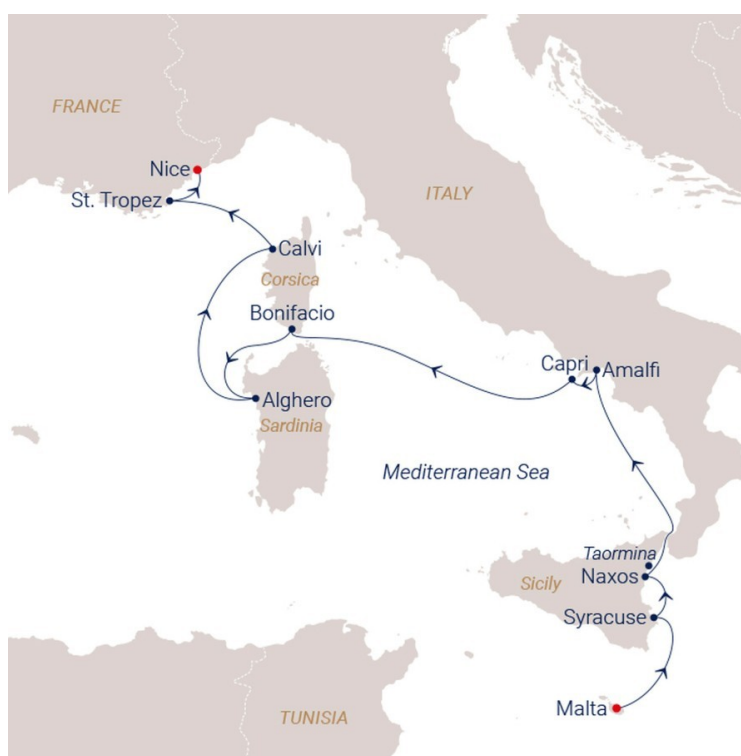 FRANCE
Nice
ITALY
St. Tropez
Calvi
Corsica
Bonifacio
Capri
Amalfi
Alghero
Sardinia
Mediterranean Sea
Taormina
Naxos
Sicily
Syracuse
Malta
TUNISIA